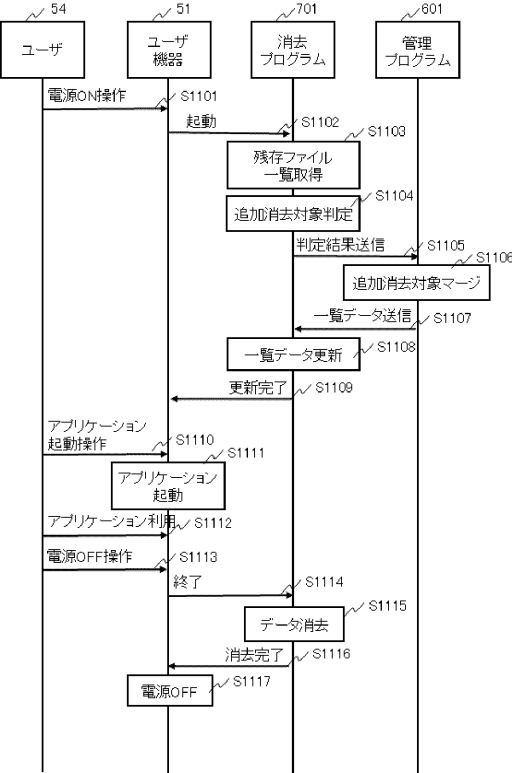 54
51
701
601
ユーザ
ユーザ
機器
消去
プログラム
管理
プログラム
電源ON操作
S1101
起動
S1102
S1103
残存ファイル
一覧取得
S1104
追加消去対象判定
判定結果送信
S1105
S1106
追加消去対象マージ
一覧データ送信
S1107
一覧データ更新
S1108
更新完了
S1109
アプリケーション
起動操作
S1110
S1111
アプリケーション
起動
アプリケーション利用
S1112
電源OFF操作
S1113
終了
S1114
データ消去
S1115
消去完了
S1116
電源OFF
S1117